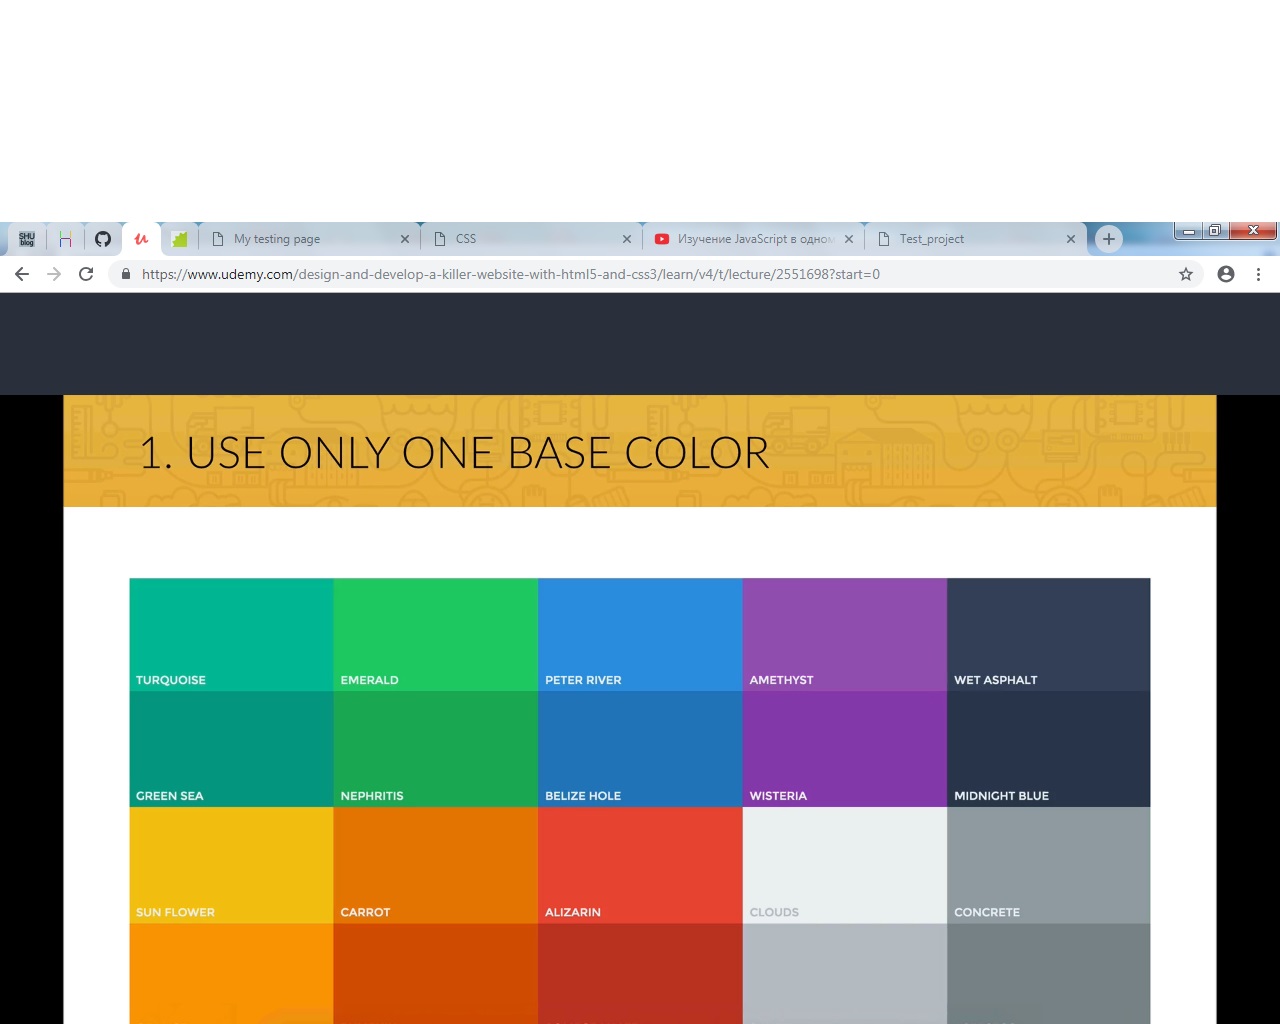 SHU
blog
My testing page
CSS
Изучение JavaScript в одном
Test_project
https://www.udemy.com/design-and-develop-a-killer-website-with-html5-and-css3/learn/v4/t/lecture/2551698?start=0
1. USE ONLY ONE BASE COLOR
TURQUOISE EMERALD PETER RIVER AMETHYST WET ASPHALT
GREEN SEA NEPHRITIS BELIZE HOLE WISTERIA MIDNIGHT BLUE
SUN FLOWER CARROT ALIZARIN CLOUDS CONCRETE